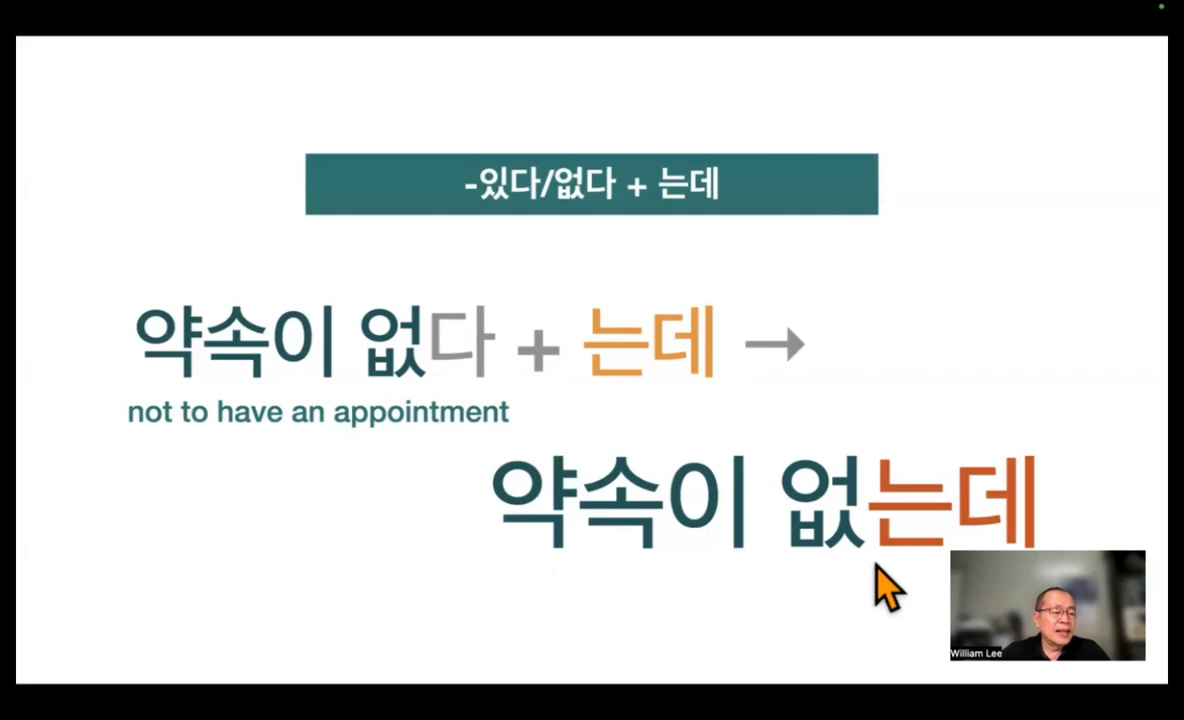 -있다/없다 + 는데
약속이 없다 + 는데 →
not to have an appointment
약속이 없는데
William Lee